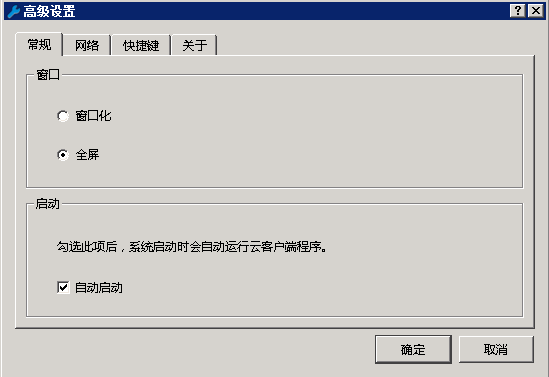 高级设置
常规 网络 快捷键 关于
窗口
窗口化
全屏
启动
勾选此项后，系统启动时会自动运行云客户端程序。
自动启动
确定 取消